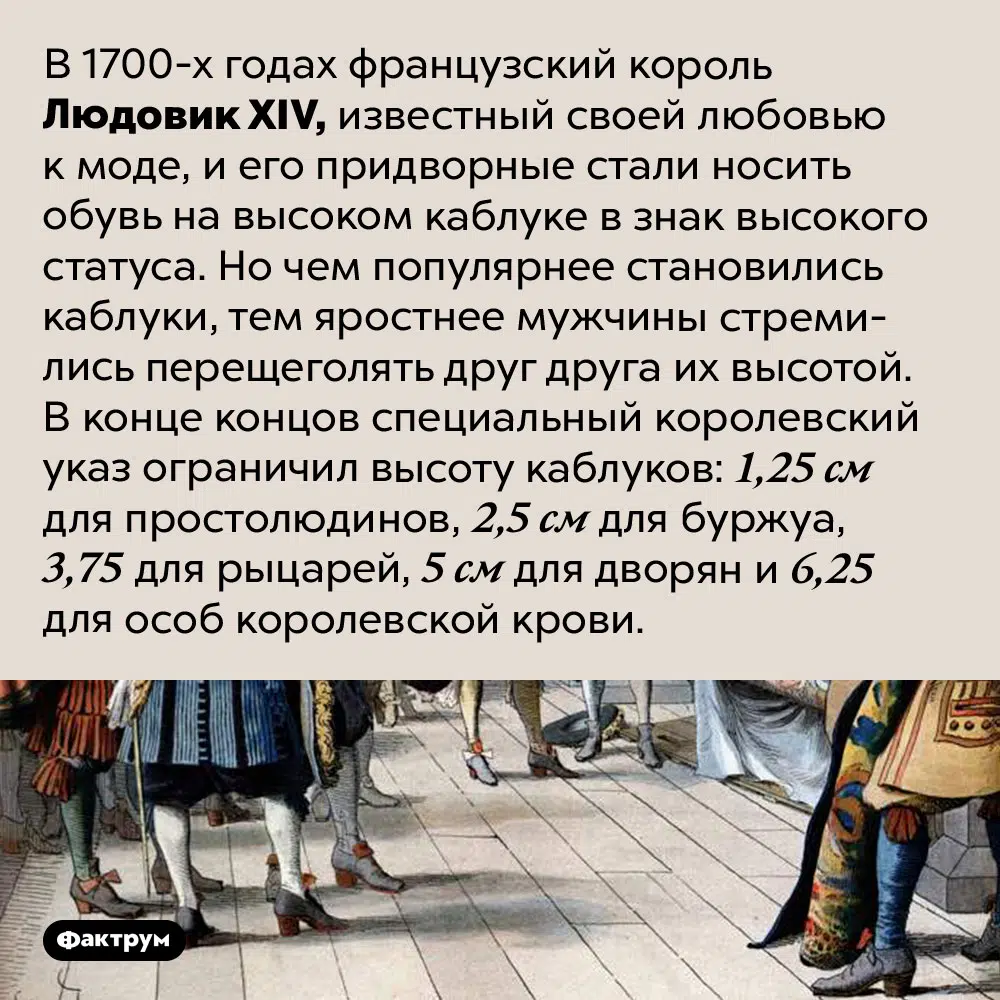 В 1700-х годах французский король
Людовик XIV, известный своей любовью
к моде, и его придворные стали носить
обувь на высоком каблуке в знак высокого
статуса. Но чем популярнее становились
каблуки, тем яростнее мужчины стреми-
лись перещеголять друг друга их высотой.
В конце концов специальный королевский
указ ограничил высоту каблуков: 1,25 см
для простолюдинов, 2,5 см для буржуа,
3,75 для рыцарей, 5 см для дворян и 6,25
для особ королевской крови.
Фактрум